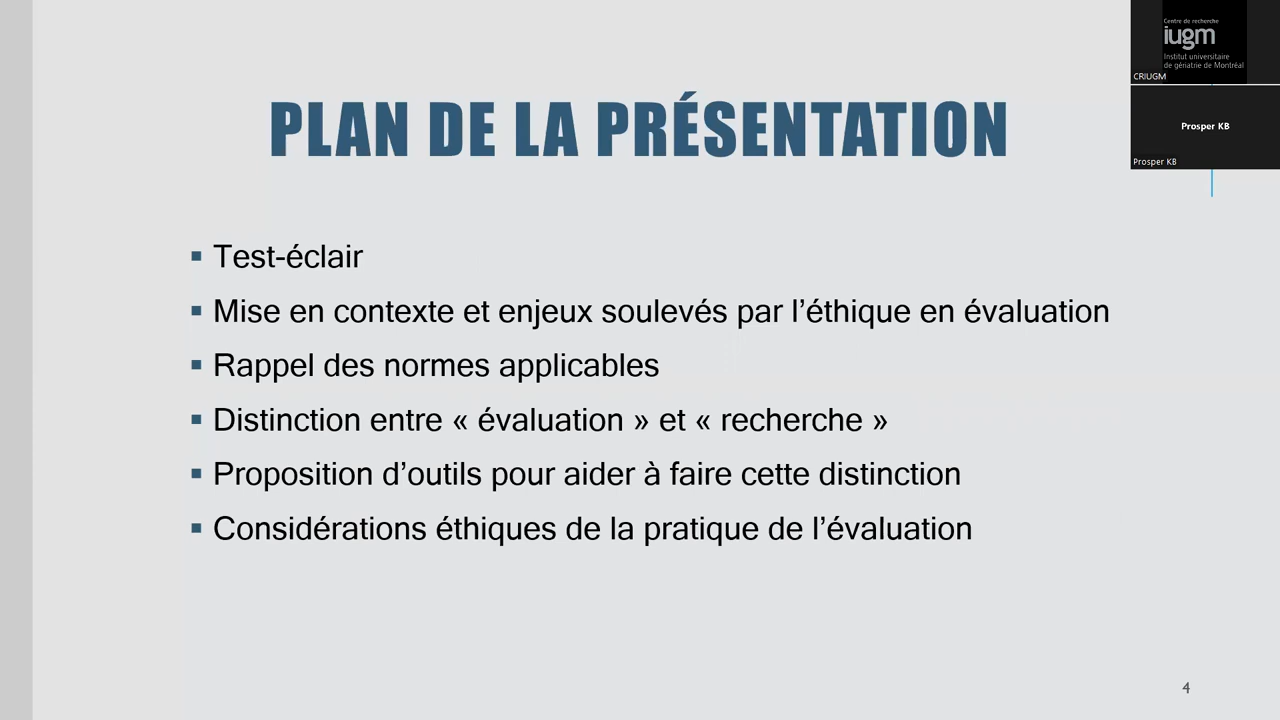 Centre de recherche
iugm
Institut universitaire
de gériatrie de Montréal
CRIUGM
Prosper KB
Prosper KB
PLAN DE LA PRÉSENTATION
▪ Test-éclair
▪ Mise en contexte et enjeux soulevés par l’éthique en évaluation
▪ Rappel des normes applicables
▪ Distinction entre « évaluation » et « recherche »
▪ Proposition d’outils pour aider à faire cette distinction
▪ Considérations éthiques de la pratique de l’évaluation
4